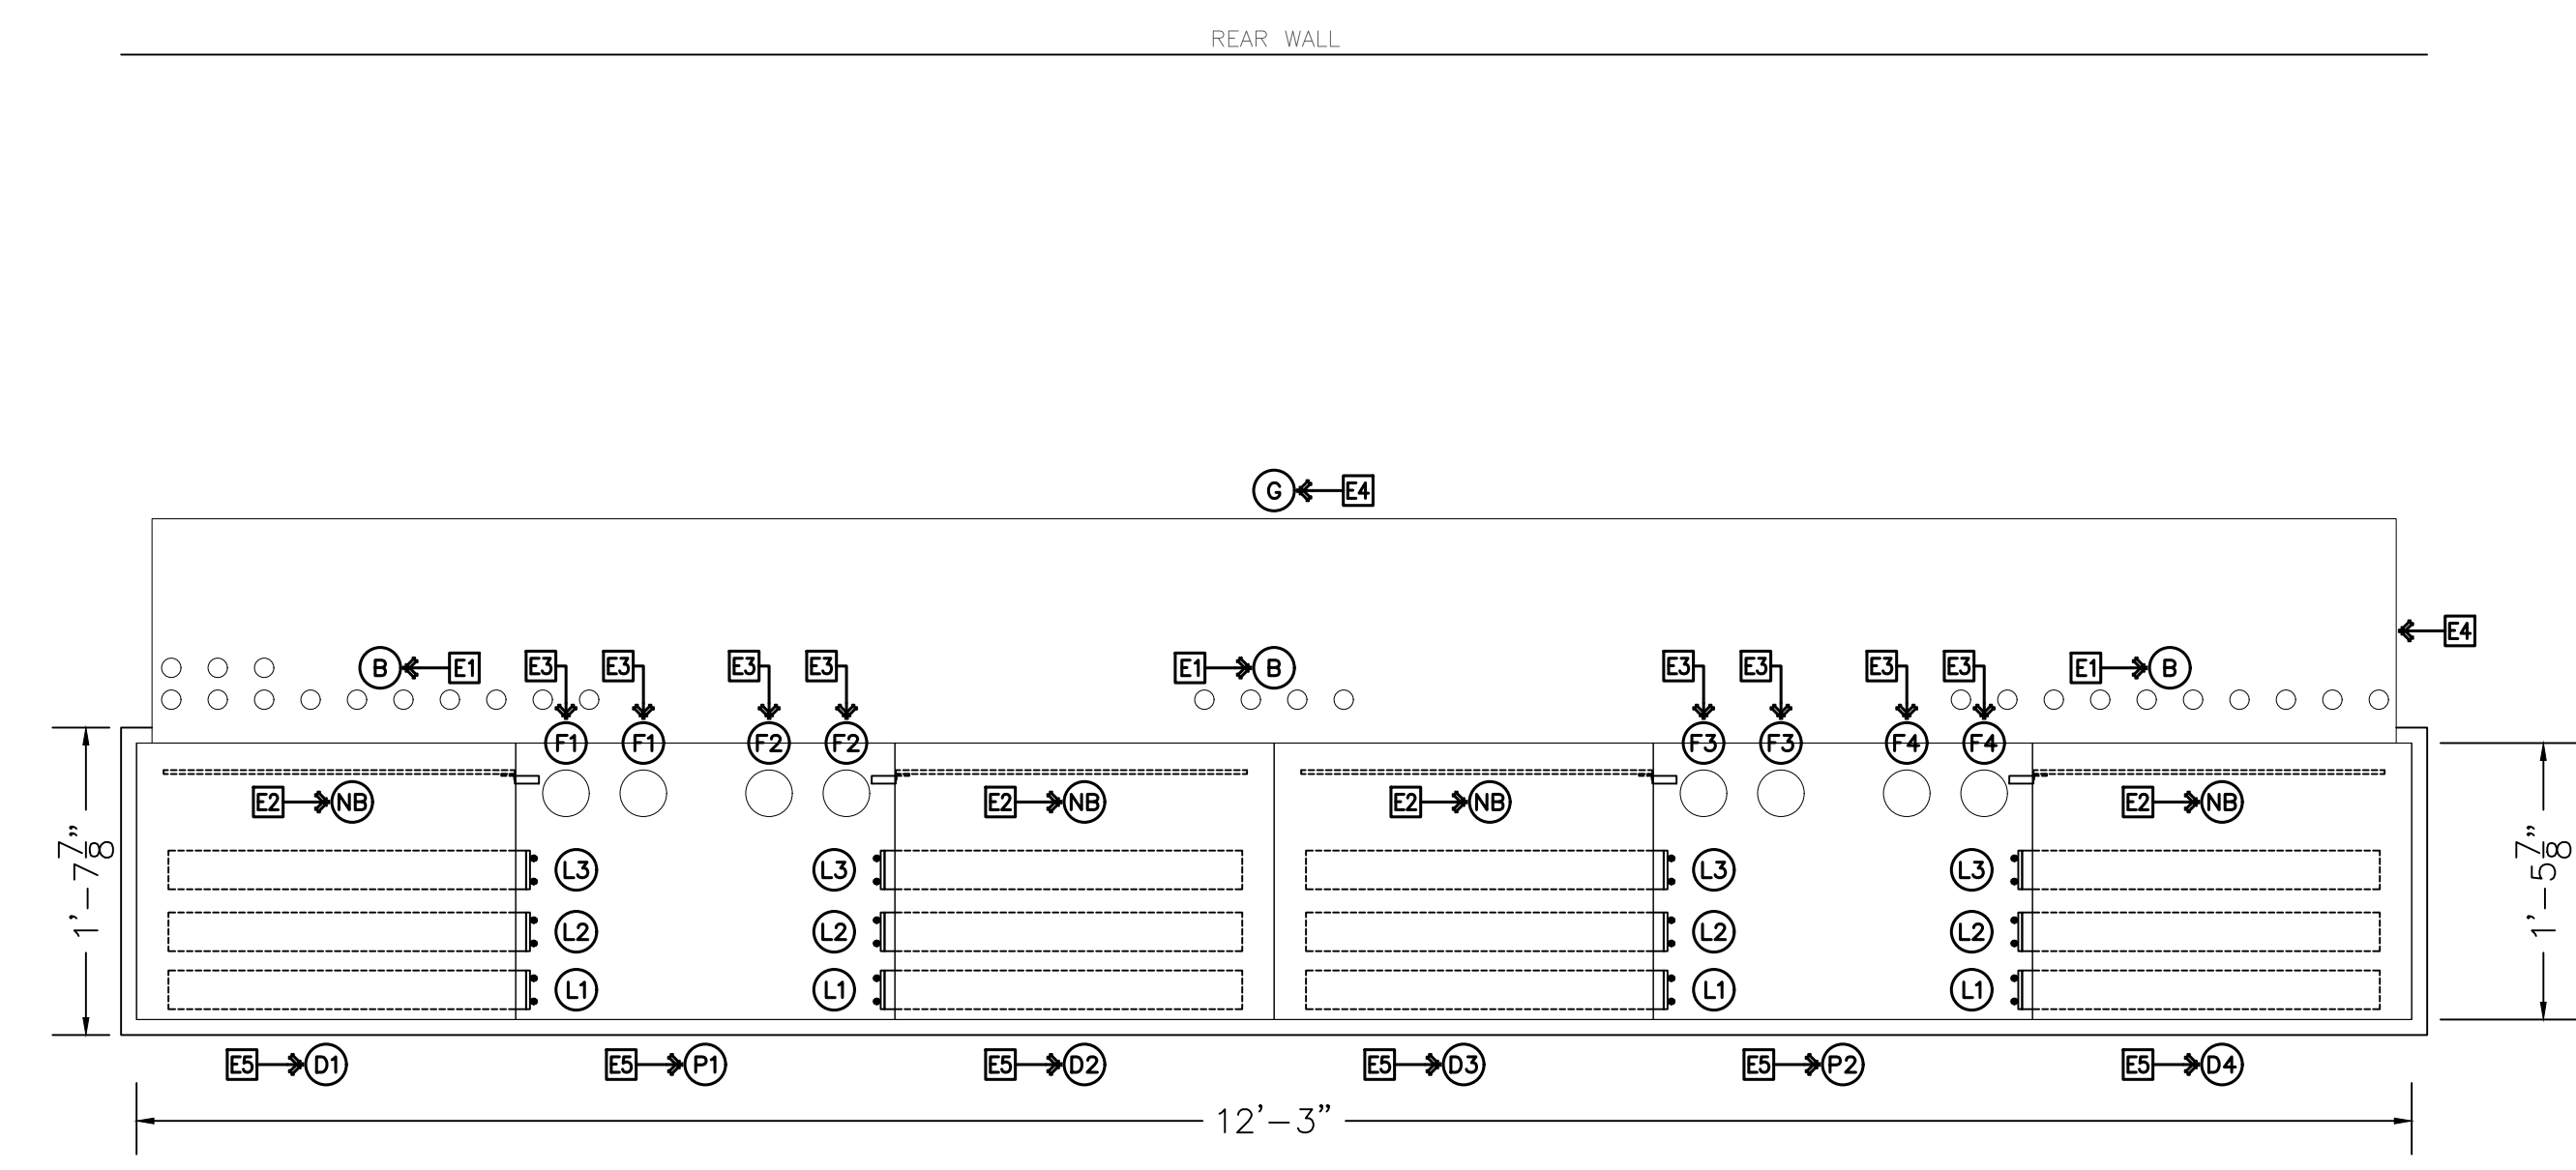 REAR WALL
G E4
E4
B E1 E3 E3 E3 E3 E1 B E3 E3 E3 E3 E1 B
F1 F1 F2 F2 F3 F3 F4 F4
E2 NB E2 NB E2 NB E2 NB
1'-7 7/8" 1'-5 7/8"
L3 L3 L3 L3
L2 L2 L2 L2
L1 L1 L1 L1
E5 D1 E5 P1 E5 D2 E5 D3 E5 P2 E5 D4
12'-3"